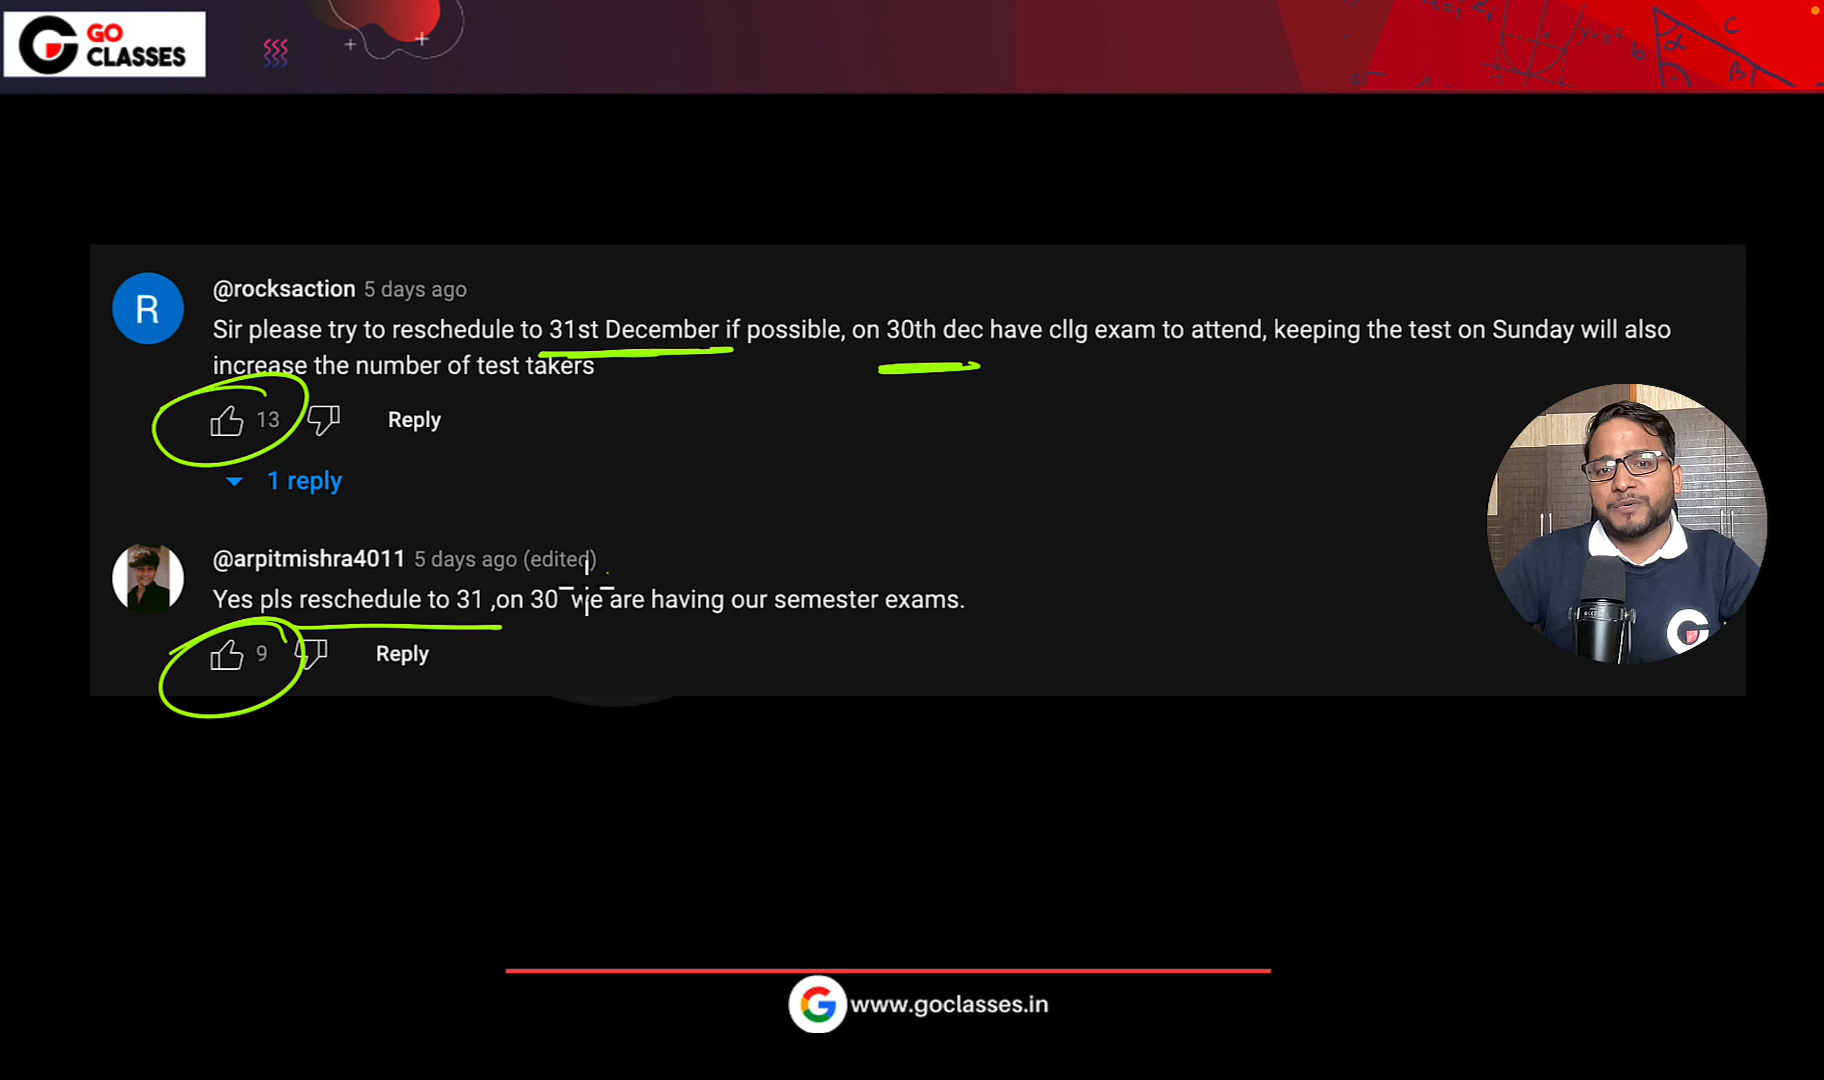 GO
CLASSES
@rocksaction 5 days ago
Sir please try to reschedule to 31st December if possible, on 30th dec have cllg exam to attend, keeping the test on Sunday will also
increase the number of test takers
13 Reply
1 reply
@arpitmishra4011 5 days ago (edited)
Yes pls reschedule to 31 ,on 30 we are having our semester exams.
9 Reply
www.goclasses.in